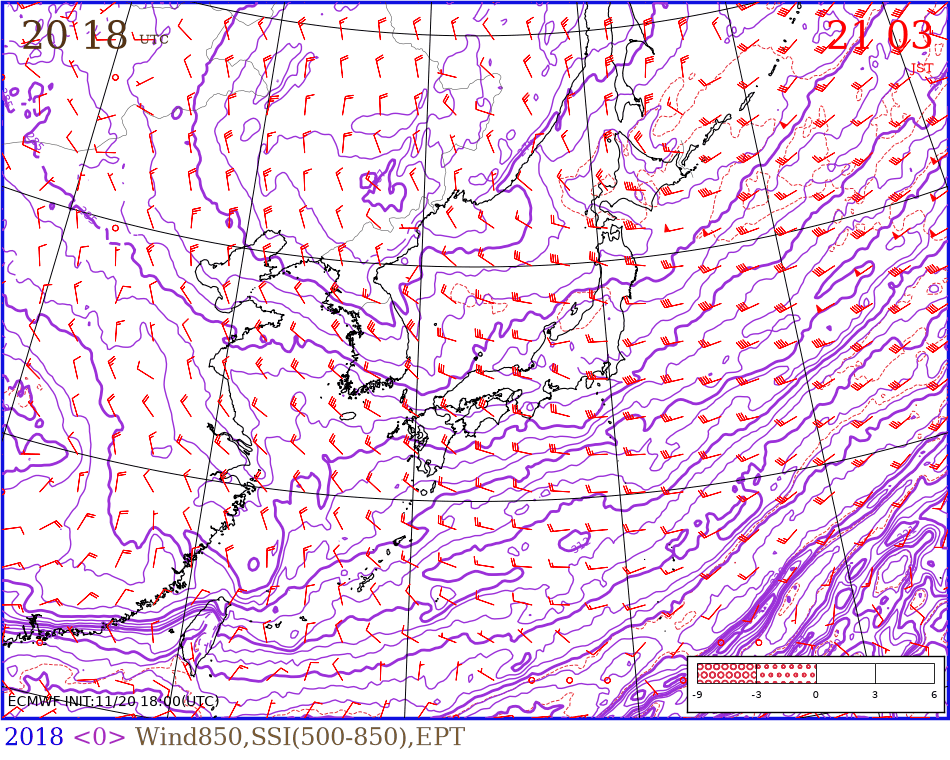 20 18 UTC
21 03
JST
312
-9 -3 0 3 6
ECMWF INIT:11/20 18:00(UTC)
2018 <0> Wind850,SSI(500-850),EPT